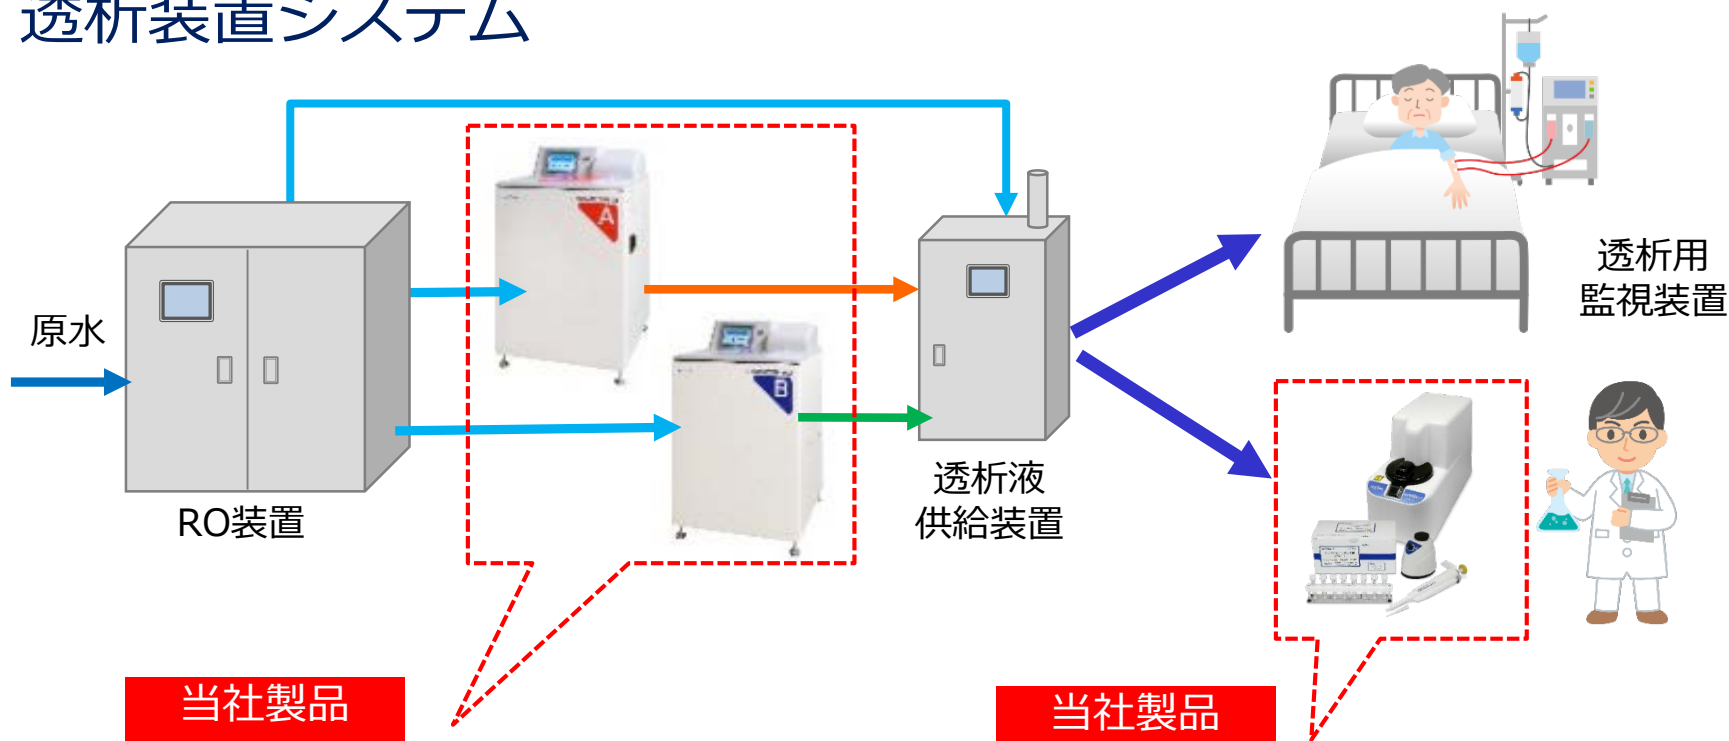 透析装置システム
原水
RO装置
A
B
透析液
供給装置
透析用
監視装置
当社製品
当社製品